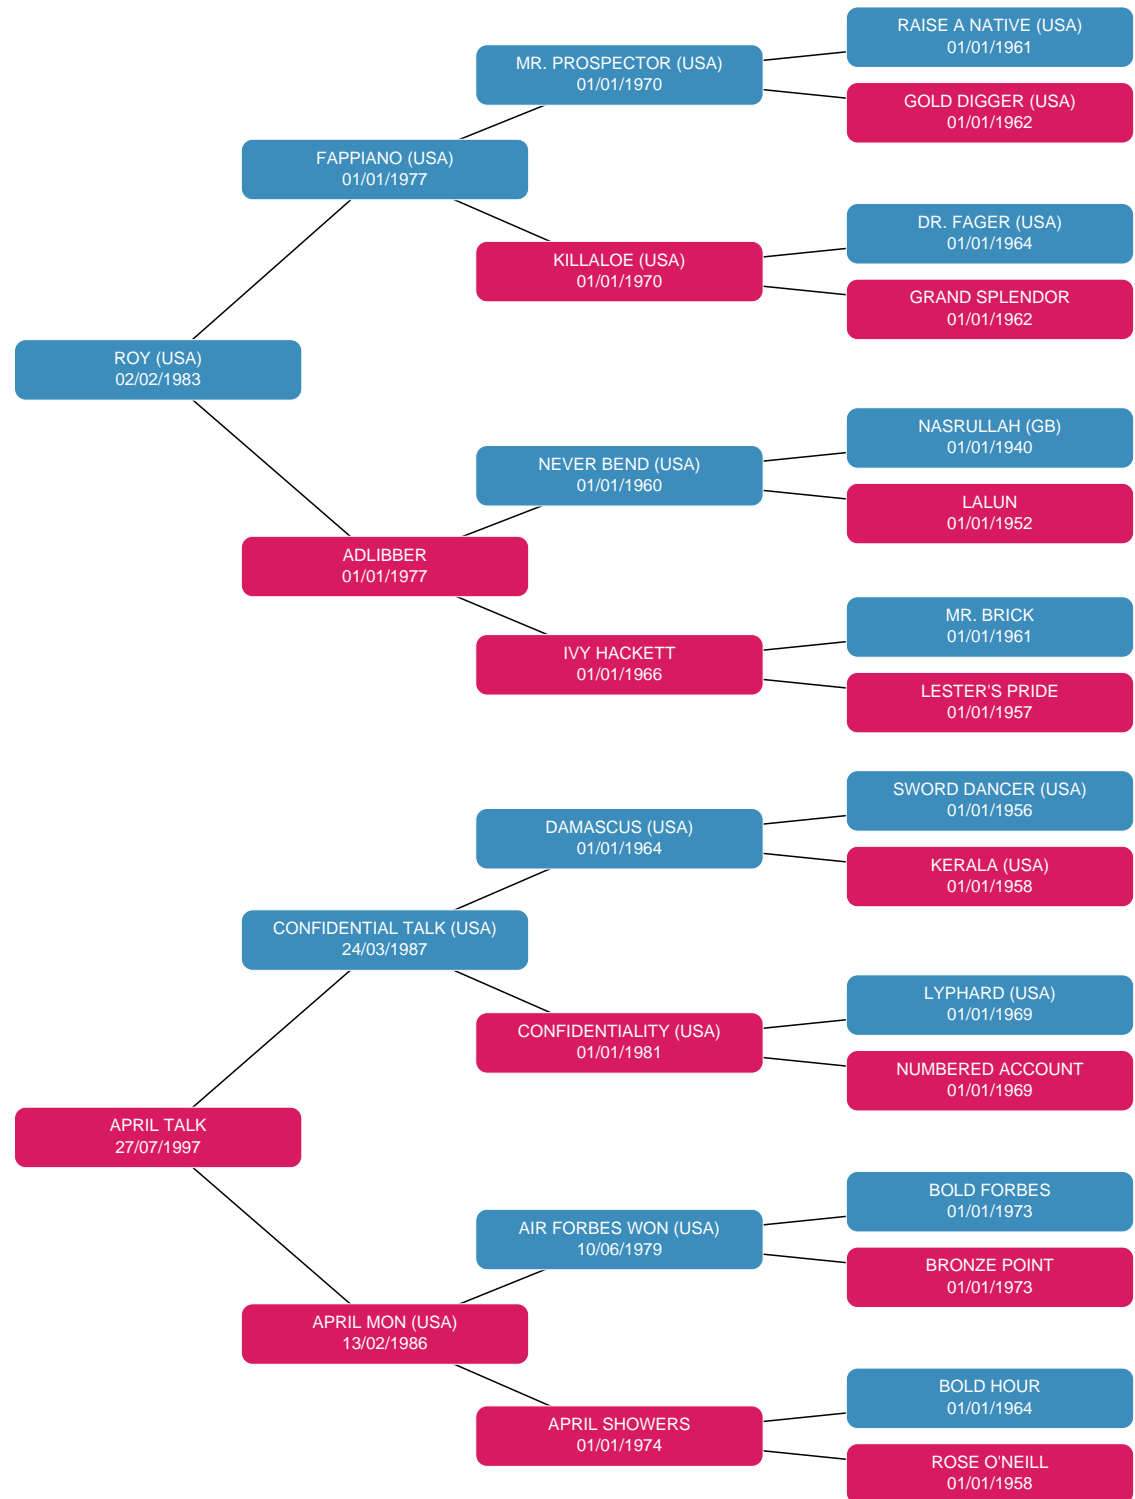 RAISE A NATIVE (USA)
01/01/1961
MR. PROSPECTOR (USA)
01/01/1970
GOLD DIGGER (USA)
01/01/1962
FAPPIANO (USA)
01/01/1977
DR. FAGER (USA)
01/01/1964
KILLALOE (USA)
01/01/1970
GRAND SPLENDOR
01/01/1962
ROY (USA)
02/02/1983
NASRULLAH (GB)
01/01/1940
NEVER BEND (USA)
01/01/1960
LALUN
01/01/1952
ADLIBBER
01/01/1977
MR. BRICK
01/01/1961
IVY HACKETT
01/01/1966
LESTER'S PRIDE
01/01/1957
SWORD DANCER (USA)
01/01/1956
DAMASCUS (USA)
01/01/1964
KERALA (USA)
01/01/1958
CONFIDENTIAL TALK (USA)
24/03/1987
LYPHARD (USA)
01/01/1969
CONFIDENTIALITY (USA)
01/01/1981
NUMBERED ACCOUNT
01/01/1969
APRIL TALK
27/07/1997
BOLD FORBES
01/01/1973
AIR FORBES WON (USA)
10/06/1979
BRONZE POINT
01/01/1973
APRIL MON (USA)
13/02/1986
BOLD HOUR
01/01/1964
APRIL SHOWERS
01/01/1974
ROSE O'NEILL
01/01/1958